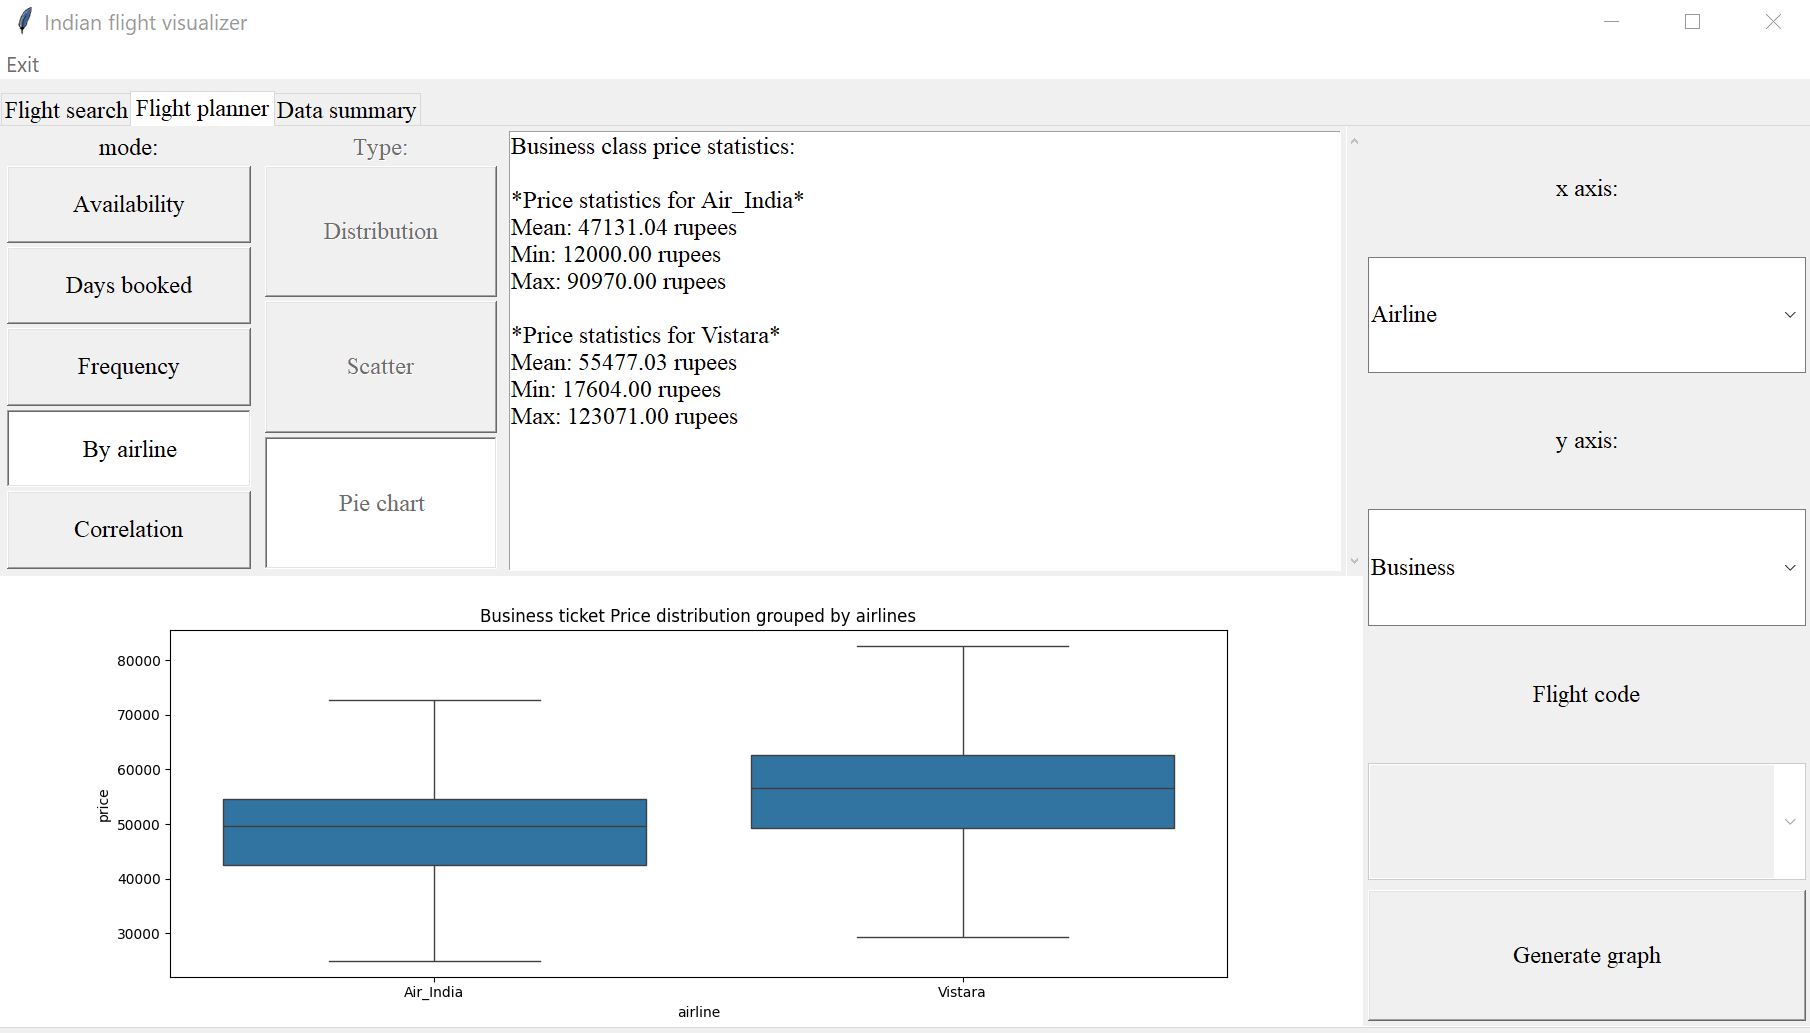 Indian flight visualizer
Exit
Flight search
Flight planner
Data summary
mode:
Availability
Days booked
Frequency
By airline
Correlation
Type:
Distribution
Scatter
Pie chart
Business class price statistics:
*Price statistics for Air_India*
Mean: 47131.04 rupees
Min: 12000.00 rupees
Max: 90970.00 rupees
*Price statistics for Vistara*
Mean: 55477.03 rupees
Min: 17604.00 rupees
Max: 123071.00 rupees
x axis:
Airline
y axis:
Business
Flight code
Generate graph
Business ticket Price distribution grouped by airlines
price
80000
70000
60000
50000
40000
30000
Air_India
Vistara
airline